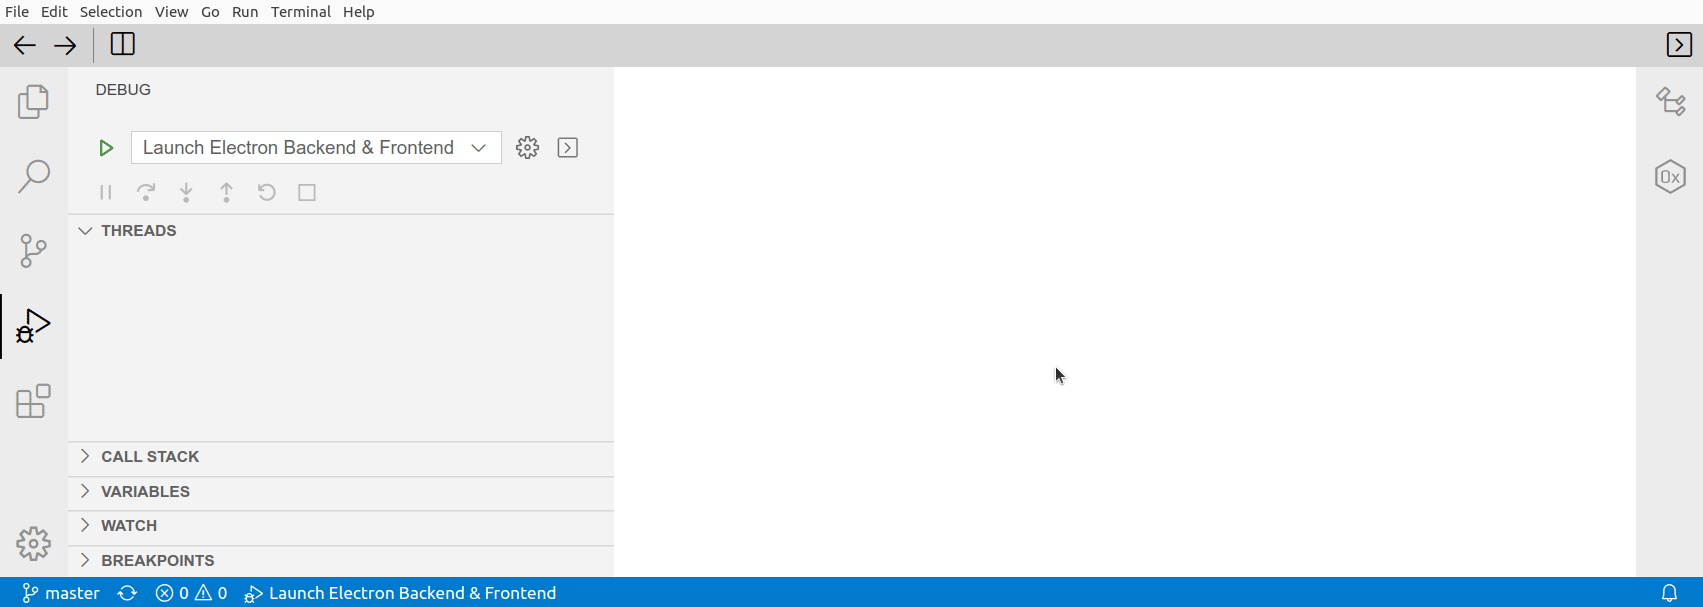 File Edit Selection View Go Run Terminal Help
DEBUG
Launch Electron Backend & Frontend
THREADS
CALL STACK
VARIABLES
WATCH
BREAKPOINTS
0x
master 0 0 Launch Electron Backend & Frontend